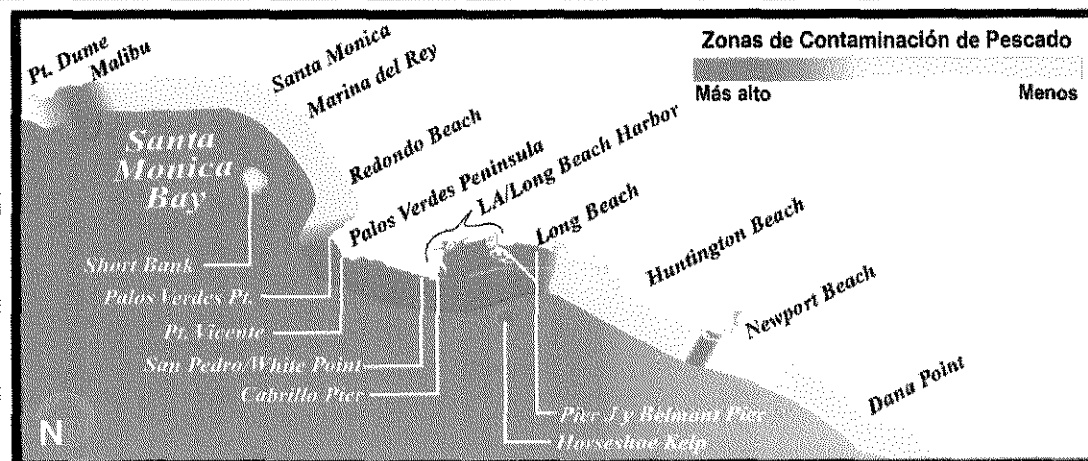 Zonas de Contaminación de Pescado
Más alto
Menos
Pt. Dume
Malibu
Santa Monica
Marina del Rey
Redondo Beach
Palos Verdes Peninsula
LA/Long Beach Harbor
Long Beach
Huntington Beach
Newport Beach
Dana Point
Santa
Monica
Bay
Short Bank
Palos Verdes Pt.
Pt. Vicente
San Pedro/White Point
Cabrillo Pier
Pier J y Belmont Pier
Horseshoe Kelp
N